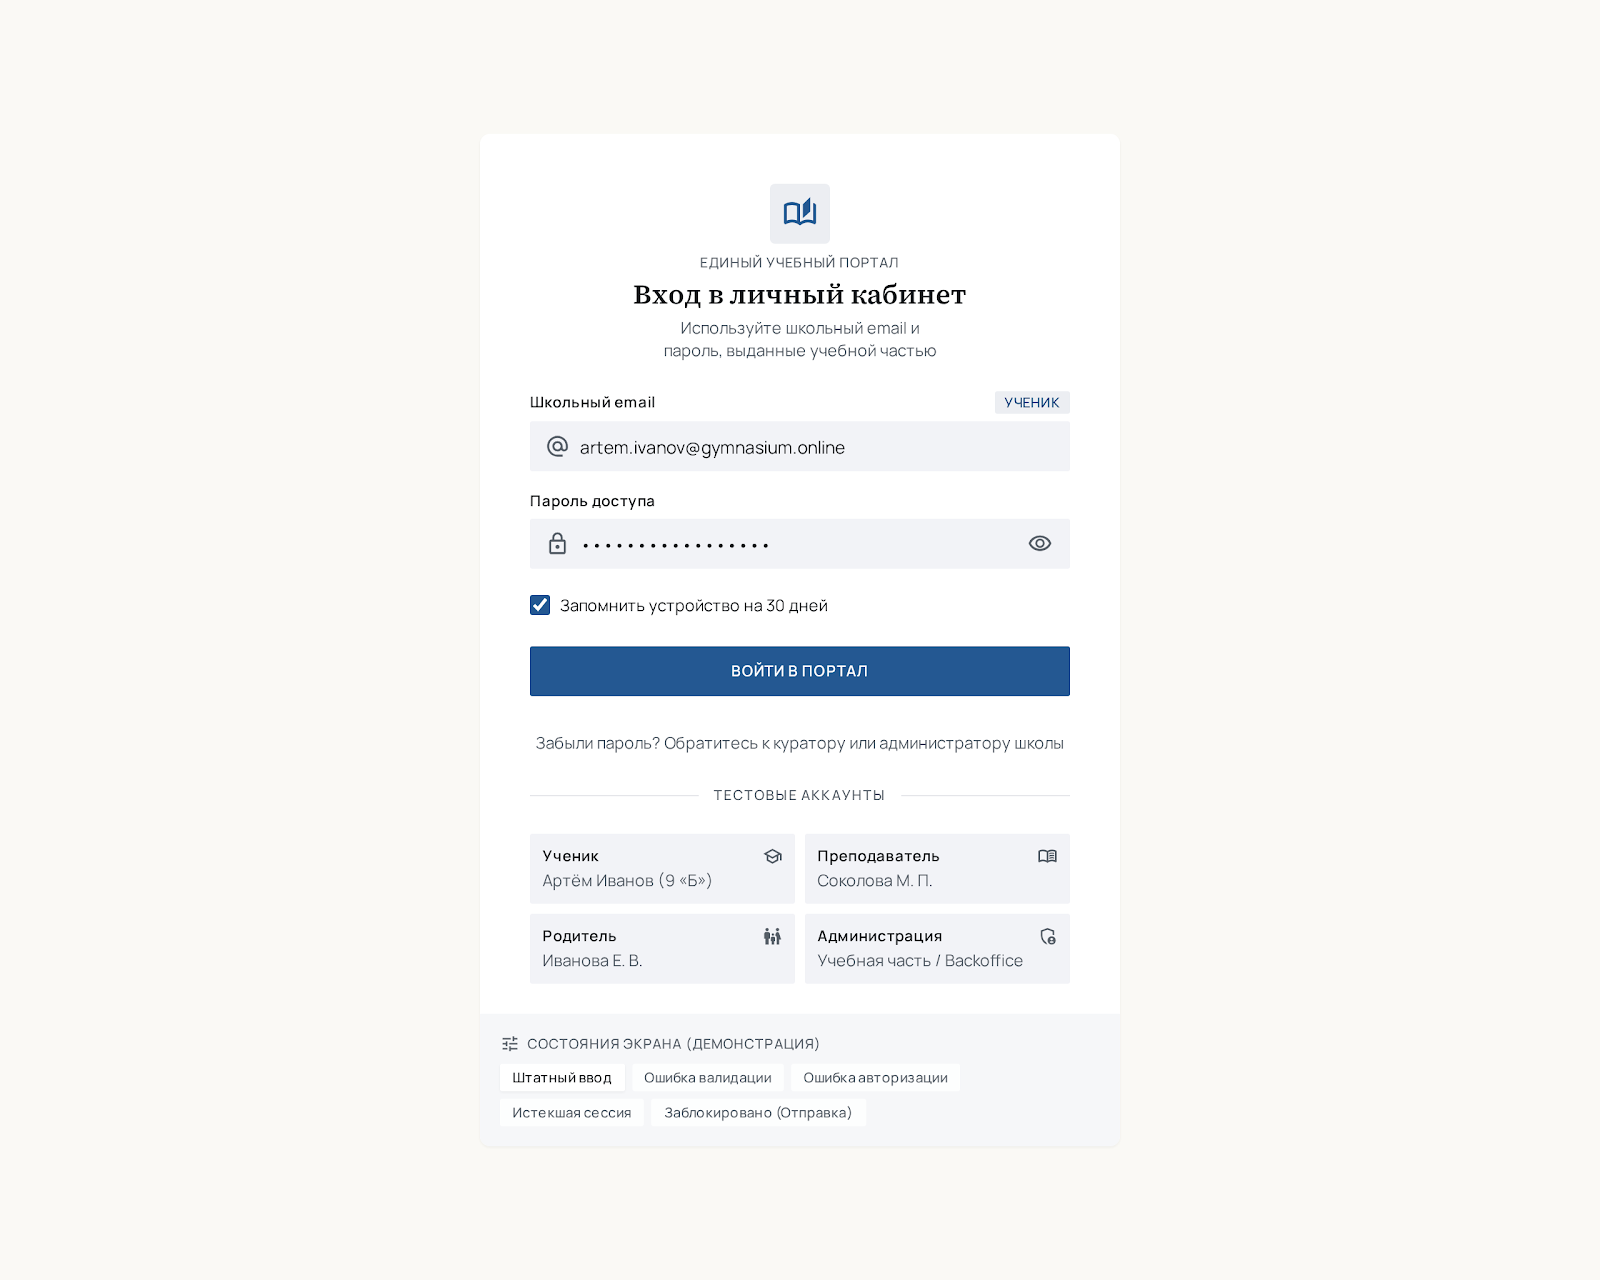 ЕДИНЫЙ УЧЕБНЫЙ ПОРТАЛ
Вход в личный кабинет
Используйте школьный email и
пароль, выданные учебной частью
Школьный email
УЧЕНИК
artem.ivanov@gymnasium.online
Пароль доступа
•••••••••••••••••
Запомнить устройство на 30 дней
ВОЙТИ В ПОРТАЛ
Забыли пароль? Обратитесь к куратору или администратору школы
ТЕСТОВЫЕ АККАУНТЫ
Ученик
Артём Иванов (9 «Б»)
Преподаватель
Соколова М. П.
Родитель
Иванова Е. В.
Администрация
Учебная часть / Backoffice
СОСТОЯНИЯ ЭКРАНА (ДЕМОНСТРАЦИЯ)
Штатный ввод
Ошибка валидации
Ошибка авторизации
Истекшая сессия
Заблокировано (Отправка)